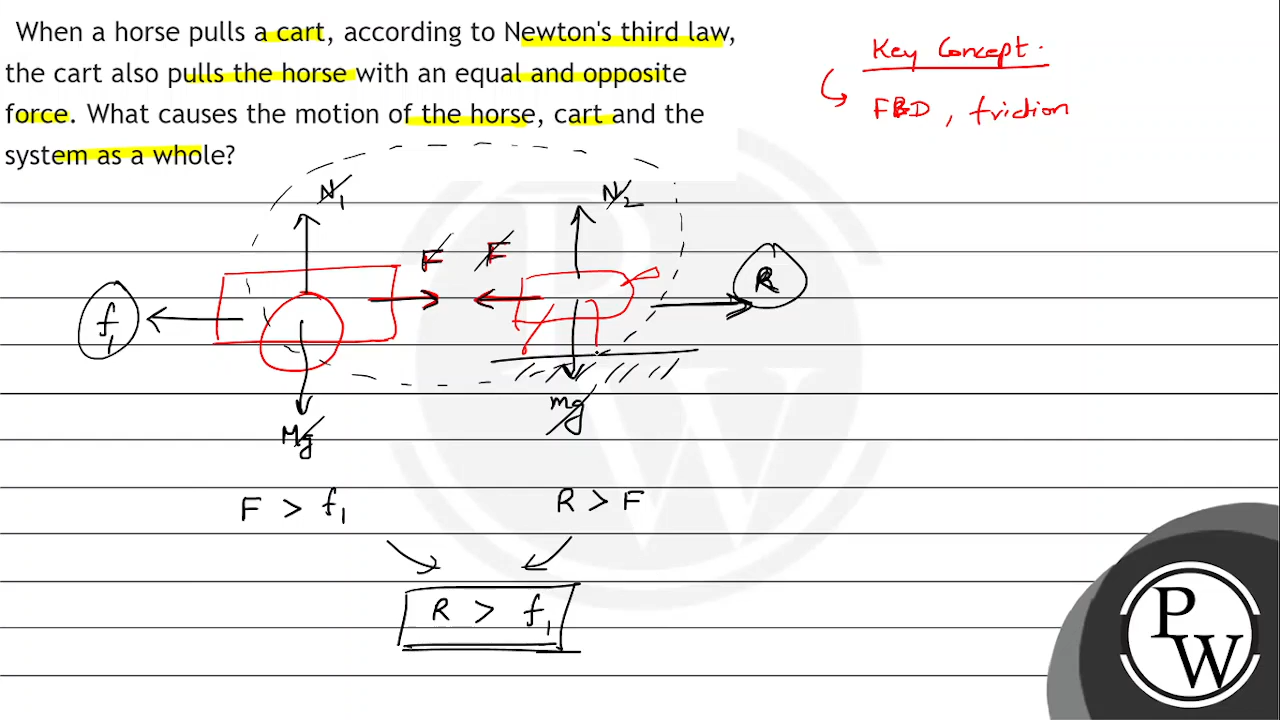 When a horse pulls a cart, according to Newton's third law,
the cart also pulls the horse with an equal and opposite
force. What causes the motion of the horse, cart and the
system as a whole?
Key Concept.
FBD, friction
N₁
N₂
F
F
R
f₁
Mg
mg
F > f₁
R > F
R > f₁
P
W
PW